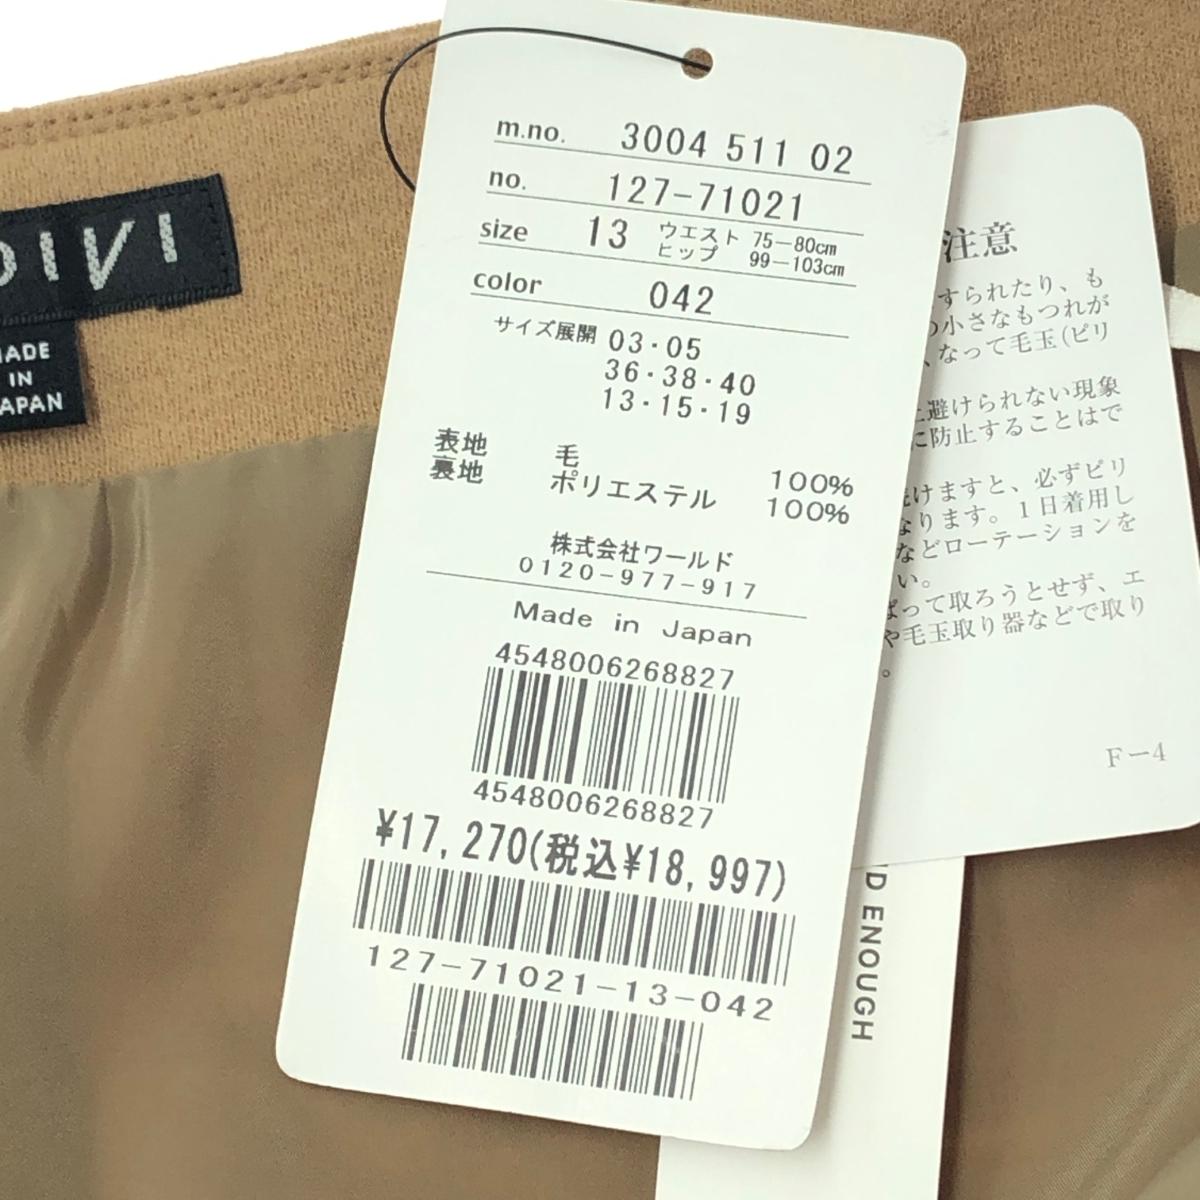 DIVI
MADE
IN
JAPAN
m.no. 3004 511 02
no. 127-71021
size 13 ウエスト 75-80cm
ヒップ 99-103cm
color 042
サイズ展開 03・05
36・38・40
13・15・19
表地 毛 100%
裏地 ポリエステル 100%
株式会社ワールド
0120-977-917
Made in Japan
4548006268827
4548006268827
¥17,270(税込¥18,997)
127-71021-13-042
注意
すられたり、も
の小さなもつれが
、なって毛玉(ピリ
避けられない現象
に防止することはで
けますと、必ずピリ
なります。1日着用し
などローテーションを
い。
ぱって取ろうとせず、エ
や毛玉取り器などで取り
。
F-4
D ENOUGH